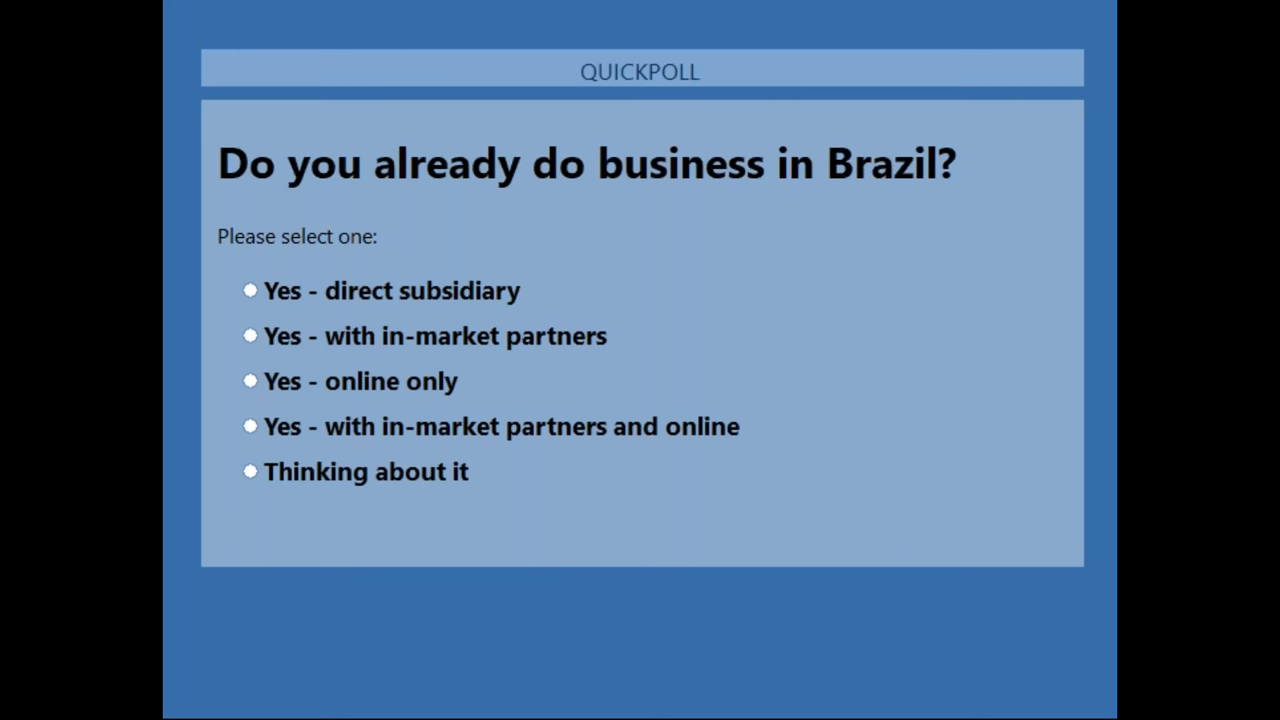 QUICKPOLL
Do you already do business in Brazil?
Please select one:
Yes - direct subsidiary
Yes - with in-market partners
Yes - online only
Yes - with in-market partners and online
Thinking about it